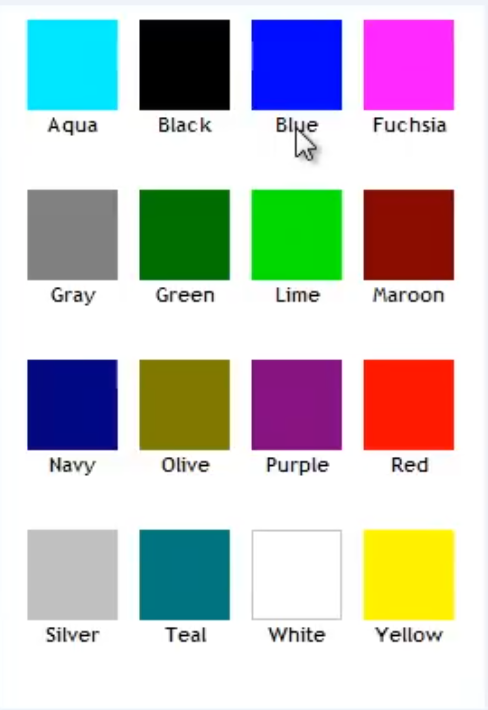 Aqua Black Blue Fuchsia
Gray Green Lime Maroon
Navy Olive Purple Red
Silver Teal White Yellow